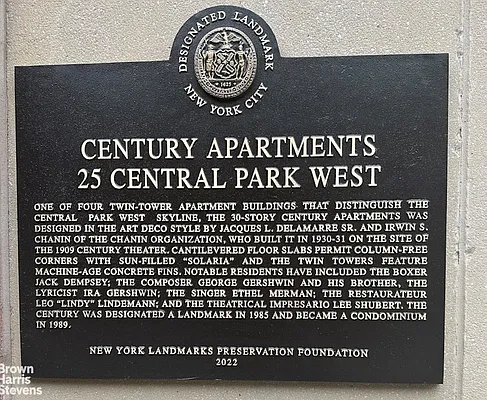 DESIGNATED LANDMARK
NEW YORK CITY
1625
CENTURY APARTMENTS
25 CENTRAL PARK WEST
ONE OF FOUR TWIN-TOWER APARTMENT BUILDINGS THAT DISTINGUISH THE
CENTRAL PARK WEST SKYLINE, THE 30-STORY CENTURY APARTMENTS WAS
DESIGNED IN THE ART DECO STYLE BY JACQUES L. DELAMARRE SR. AND IRWIN S.
CHANIN OF THE CHANIN ORGANIZATION, WHO BUILT IT IN 1930-31 ON THE SITE OF
THE 1909 CENTURY THEATER. CANTILEVERED FLOOR SLABS PERMIT COLUMN-FREE
CORNERS WITH SUN-FILLED "SOLARIA" AND THE TWIN TOWERS FEATURE
MACHINE-AGE CONCRETE FINS. NOTABLE RESIDENTS HAVE INCLUDED THE BOXER
JACK DEMPSEY; THE COMPOSER GEORGE GERSHWIN AND HIS BROTHER, THE
LYRICIST IRA GERSHWIN; THE SINGER ETHEL MERMAN; THE RESTAURATEUR
LEO "LINDY" LINDEMANN; AND THE THEATRICAL IMPRESARIO LEE SHUBERT. THE
CENTURY WAS DESIGNATED A LANDMARK IN 1985 AND BECAME A CONDOMINIUM
IN 1989.
NEW YORK LANDMARKS PRESERVATION FOUNDATION
2022
Brown
Harris
Stevens